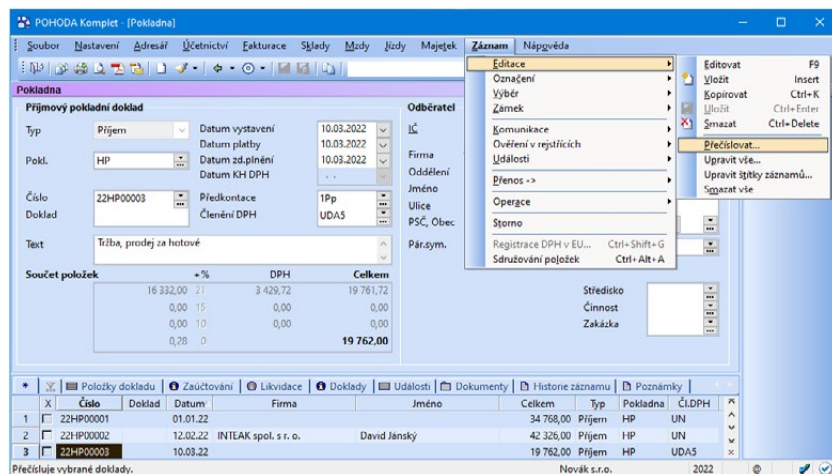 POHODA Komplet - [Pokladna]
Soubor Nastavení Adresář Účetnictví Fakturace Sklady Mzdy Jízdy Majetek Záznam Nápověda
Pokladna
Příjmový pokladní doklad
Odběratel
Typ Příjem
Datum vystavení 10.03.2022
IČ
Datum platby 10.03.2022
Pokl. HP
Datum zd.plnění 10.03.2022
Firma
Datum KH DPH . .
Oddělení
Jméno
Číslo 22HP00003
Předkontace 1Pp
Ulice
Doklad
Členění DPH UDA5
PSČ, Obec
Text Tržba, prodej za hotové
Pár.sym.
Součet položek +% DPH Celkem
16 332,00 21 3 429,72 19 761,72
0,00 15 0,00 0,00
0,00 10 0,00 0,00
0,28 0 19 762,00
Středisko
Činnost
Zakázka
Editace
Označení
Výběr
Zámek
Komunikace
Ověření v rejstřících
Události
Přenos ->
Operace
Storno
Registrace DPH v EU... Ctrl+Shift+G
Sdružování položek Ctrl+Alt+A
Editovat F9
Vložit Insert
Kopírovat Ctrl+K
Uložit Ctrl+Enter
Smazat Ctrl+Delete
Přečíslovat...
Upravit vše...
Upravit štítky záznamů...
Smazat vše
* Položky dokladu Zaúčtování Likvidace Doklady Události Dokumenty Historie záznamu Poznámky
X Číslo Doklad Datum Firma Jméno Celkem Typ Pokladna Čl.DPH
1 22HP00001 01.01.22 34 768,00 Příjem HP UN
2 22HP00002 12.02.22 INTEAK spol. s r. o. David Jánský 42 326,00 Příjem HP UN
3 22HP00003 10.03.22 19 762,00 Příjem HP UDA5
Přečísluje vybrané doklady. Novák s.r.o. 2022 @